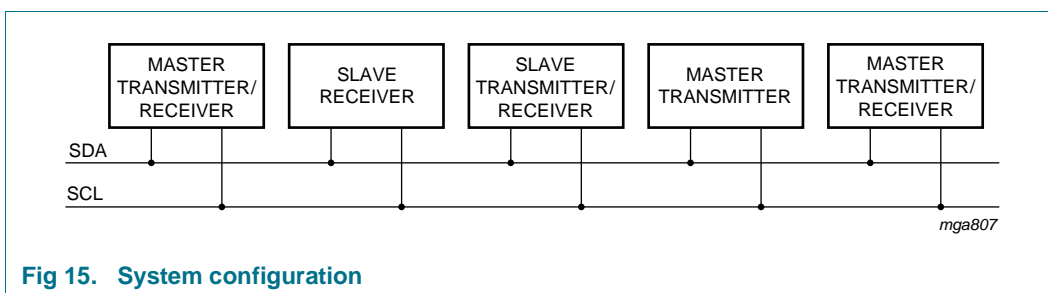 MASTER
TRANSMITTER/
RECEIVER
SLAVE
RECEIVER
SLAVE
TRANSMITTER/
RECEIVER
MASTER
TRANSMITTER
MASTER
TRANSMITTER/
RECEIVER
SDA
SCL
mga807
Fig 15. System configuration